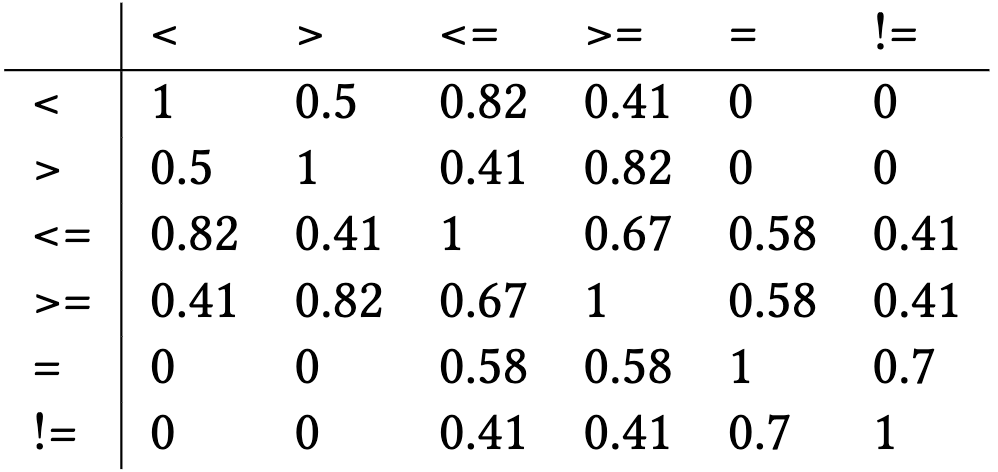 < > <= >= = !=
< 1 0.5 0.82 0.41 0 0
> 0.5 1 0.41 0.82 0 0
<= 0.82 0.41 1 0.67 0.58 0.41
>= 0.41 0.82 0.67 1 0.58 0.41
= 0 0 0.58 0.58 1 0.7
!= 0 0 0.41 0.41 0.7 1